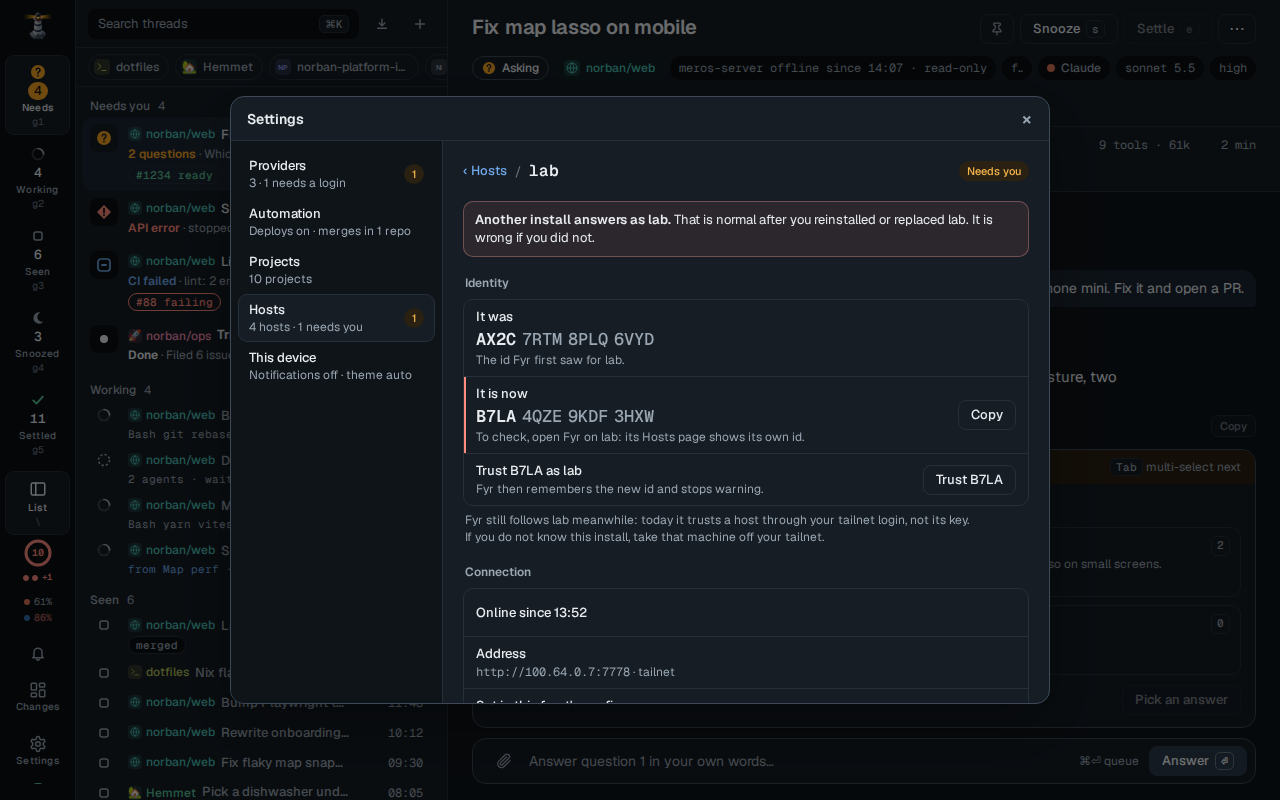 Search threads ⌘K
dotfiles Hemmet NP norban-platform-i…
4
Needs
g1
4
Working
g2
6
Seen
g3
3
Snoozed
g4
11
Settled
g5
List
\
10
+1
61%
86%
Changes
Settings
Needs you 4
norban/web
2 questions
#1234 ready
norban/web
API error · stopped
norban/web
CI failed · lint: 2
#88 failing
norban/ops
Done · Filed 6
Working 4
norban/web
Bash git rebase
norban/web
2 agents · wait
norban/web
norban/web
from Map perf
Seen 6
norban/web
merged
dotfiles
norban/web
norban/web Rewrite onboarding… 10:12
norban/web Fix flaky map snap… 09:30
Hemmet Pick a dishwasher und… 08:05
Fix map lasso on mobile
Snooze s
Settle e
Asking norban/web meros-server offline since 14:07 · read-only f… Claude sonnet 5.5 high
9 tools · 61k 2 min
one mini. Fix it and open a PR.
Copy
Tab multi-select next
2
so on small screens.
0
Pick an answer
Answer question 1 in your own words…
⌘⏎ queue Answer ⏎
Settings ×
Providers
3 · 1 needs a login
1
Automation
Deploys on · merges in 1 repo
Projects
10 projects
Hosts
4 hosts · 1 needs you
1
This device
Notifications off · theme auto
‹ Hosts / lab Needs you
Another install answers as lab. That is normal after you reinstalled or replaced lab. It is
wrong if you did not.
Identity
It was
AX2C 7RTM 8PLQ 6VYD
The id Fyr first saw for lab.
It is now
B7LA 4QZE 9KDF 3HXW
To check, open Fyr on lab: its Hosts page shows its own id.
Copy
Trust B7LA as lab
Fyr then remembers the new id and stops warning.
Trust B7LA
Fyr still follows lab meanwhile: today it trusts a host through your tailnet login, not its key.
If you do not know this install, take that machine off your tailnet.
Connection
Online since 13:52
Address
http://100.64.0.7:7778 · tailnet